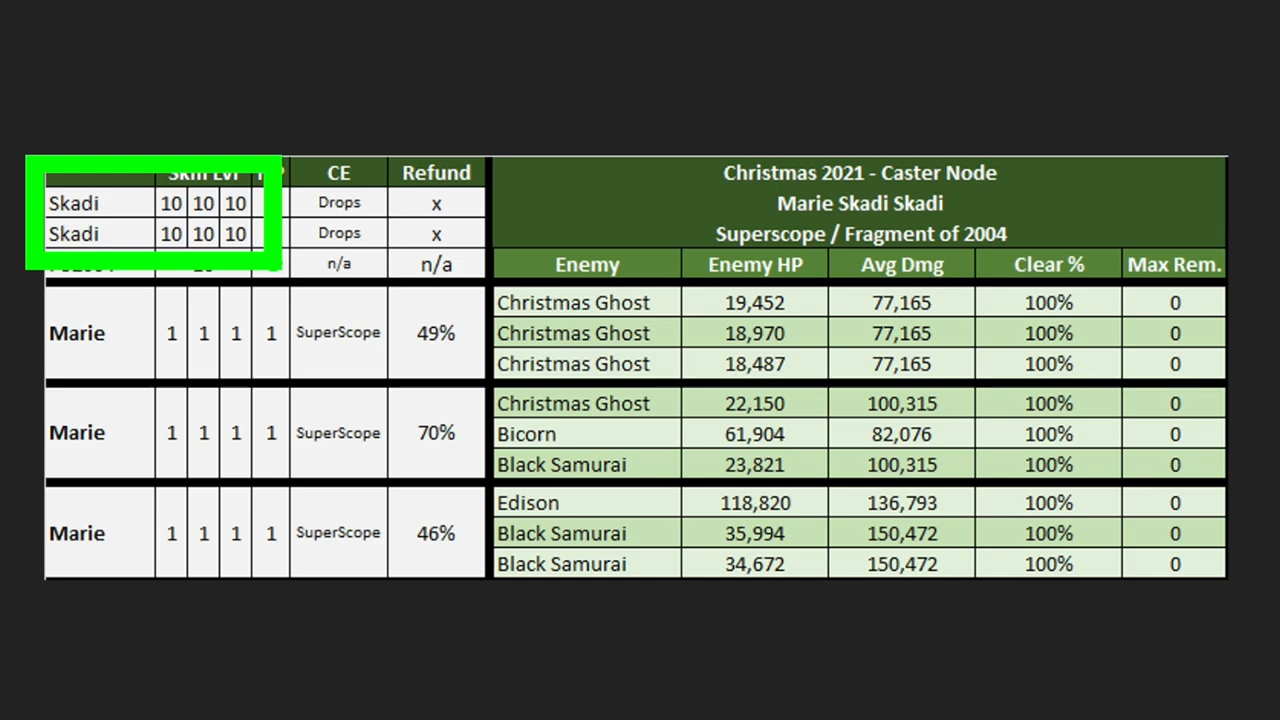 CE Refund Christmas 2021 - Caster Node
Skadi 10 10 10 Drops x Marie Skadi Skadi
Skadi 10 10 10 Drops x Superscope / Fragment of 2004
n/a n/a Enemy Enemy HP Avg Dmg Clear % Max Rem.
Christmas Ghost 19,452 77,165 100% 0
Marie 1 1 1 1 SuperScope 49% Christmas Ghost 18,970 77,165 100% 0
Christmas Ghost 18,487 77,165 100% 0
Christmas Ghost 22,150 100,315 100% 0
Marie 1 1 1 1 SuperScope 70% Bicorn 61,904 82,076 100% 0
Black Samurai 23,821 100,315 100% 0
Edison 118,820 136,793 100% 0
Marie 1 1 1 1 SuperScope 46% Black Samurai 35,994 150,472 100% 0
Black Samurai 34,672 150,472 100% 0